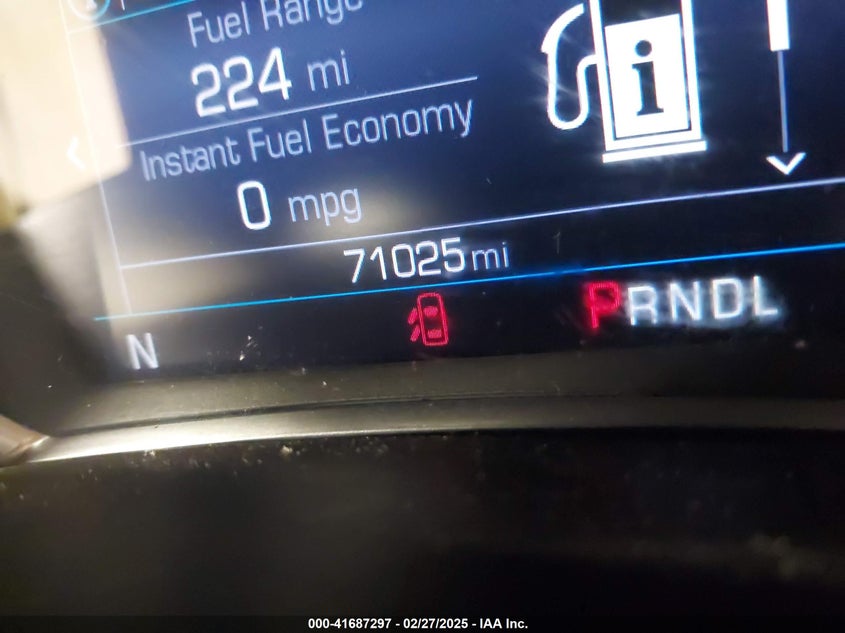 Fuel Range
224 mi
Instant Fuel Economy
0 mpg
71025 mi
N
PRNDL
000-41687297 - 02/27/2025 - IAA Inc.